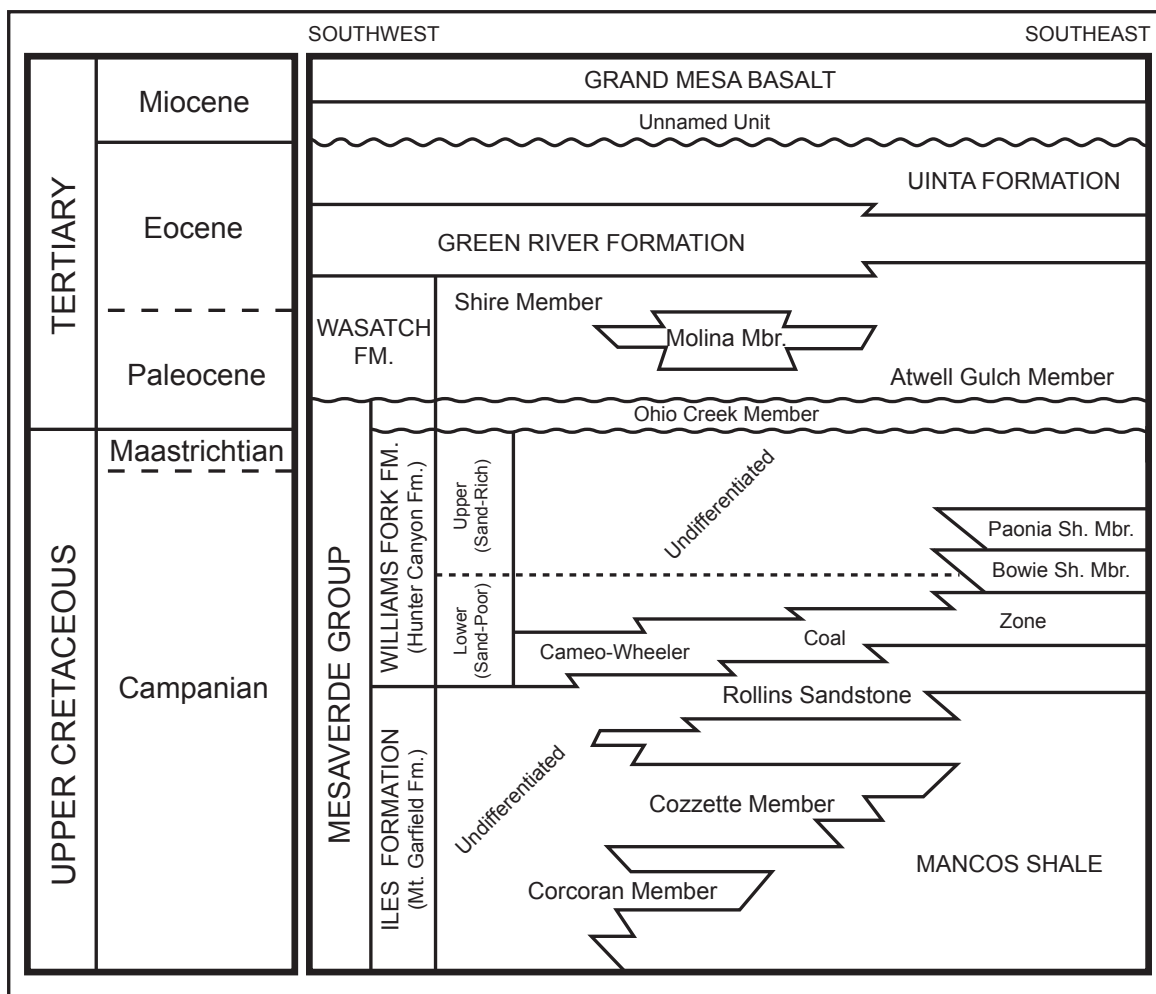 SOUTHWEST
SOUTHEAST
TERTIARY
Miocene
Eocene
Paleocene
UPPER CRETACEOUS
Maastrichtian
Campanian
GRAND MESA BASALT
Unnamed Unit
UINTA FORMATION
GREEN RIVER FORMATION
WASATCH
FM.
Shire Member
Molina Mbr.
Atwell Gulch Member
MESAVERDE GROUP
Ohio Creek Member
WILLIAMS FORK FM.
(Hunter Canyon Fm.)
Upper
(Sand-Rich)
Lower
(Sand-Poor)
Undifferentiated
Paonia Sh. Mbr.
Bowie Sh. Mbr.
Cameo-Wheeler
Coal
Zone
ILES FORMATION
(Mt. Garfield Fm.)
Undifferentiated
Rollins Sandstone
Cozzette Member
Corcoran Member
MANCOS SHALE